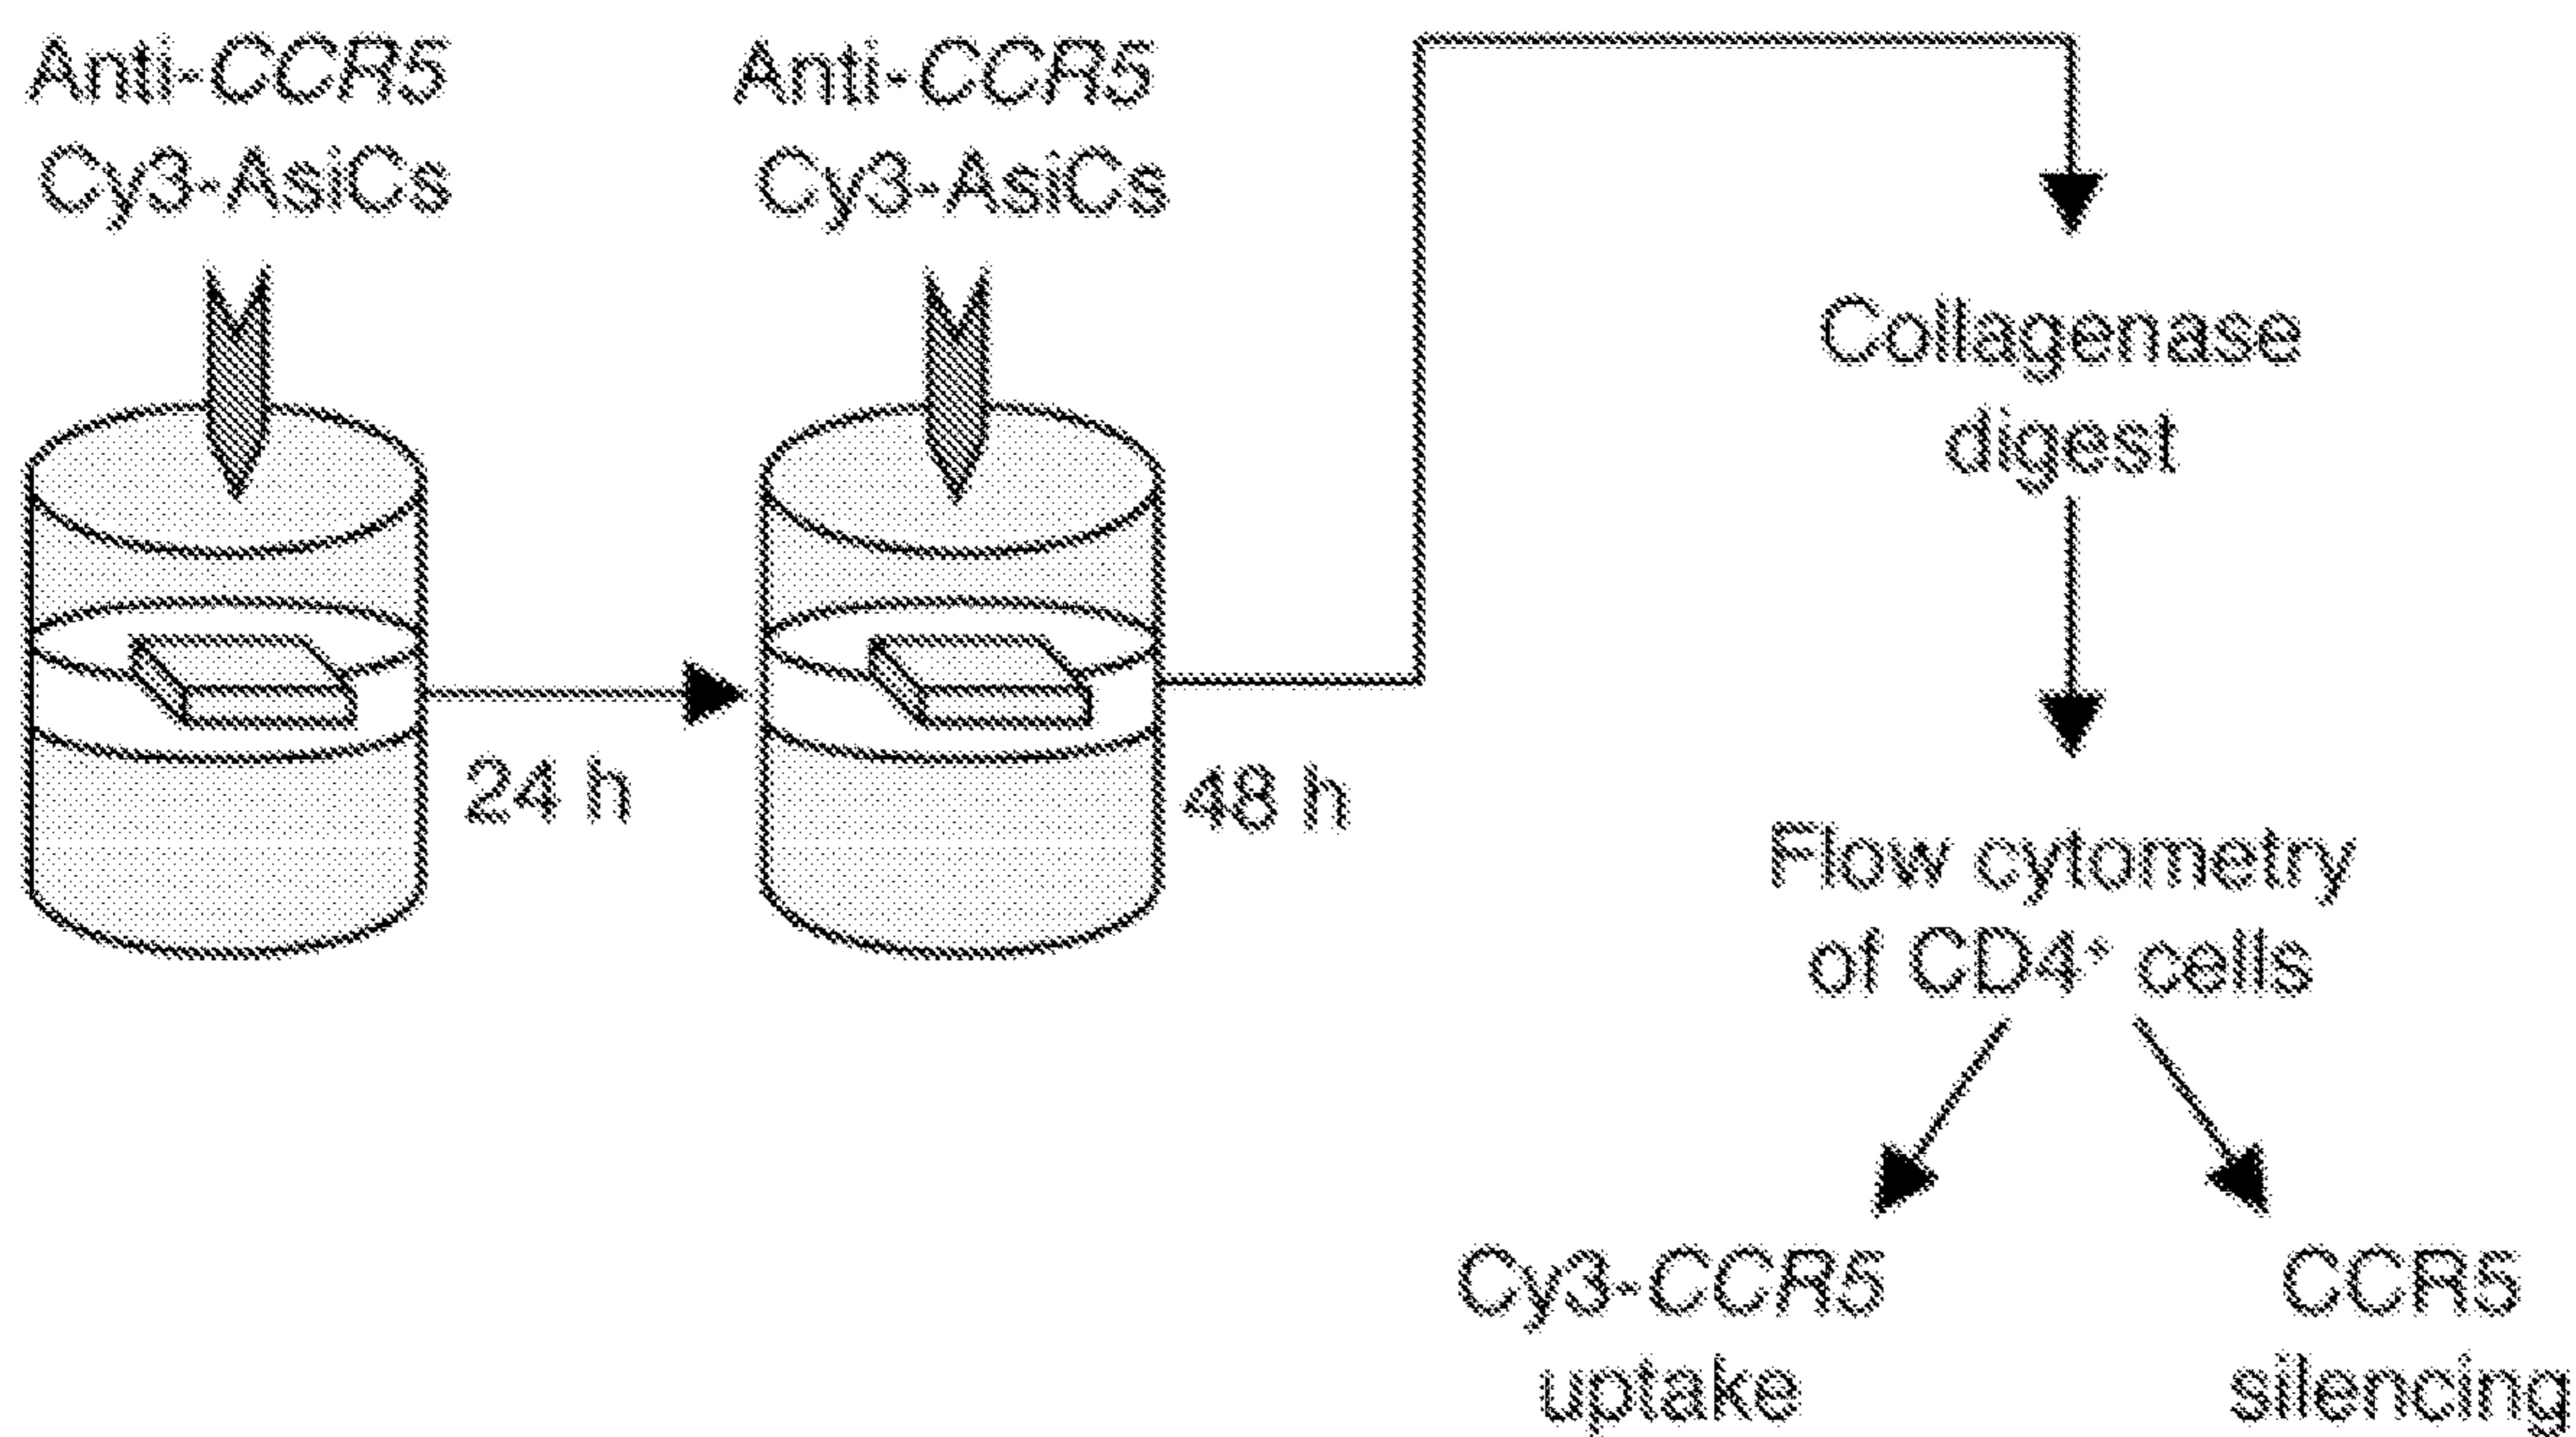 Anti-CCR5
Cy3-AsiCs
Anti-CCR5
Cy3-AsiCs
24 h
48 h
Collagenase
digest
Flow cytometry
of CD4⁺ cells
Cy3-CCR5
uptake
CCR5
silencing